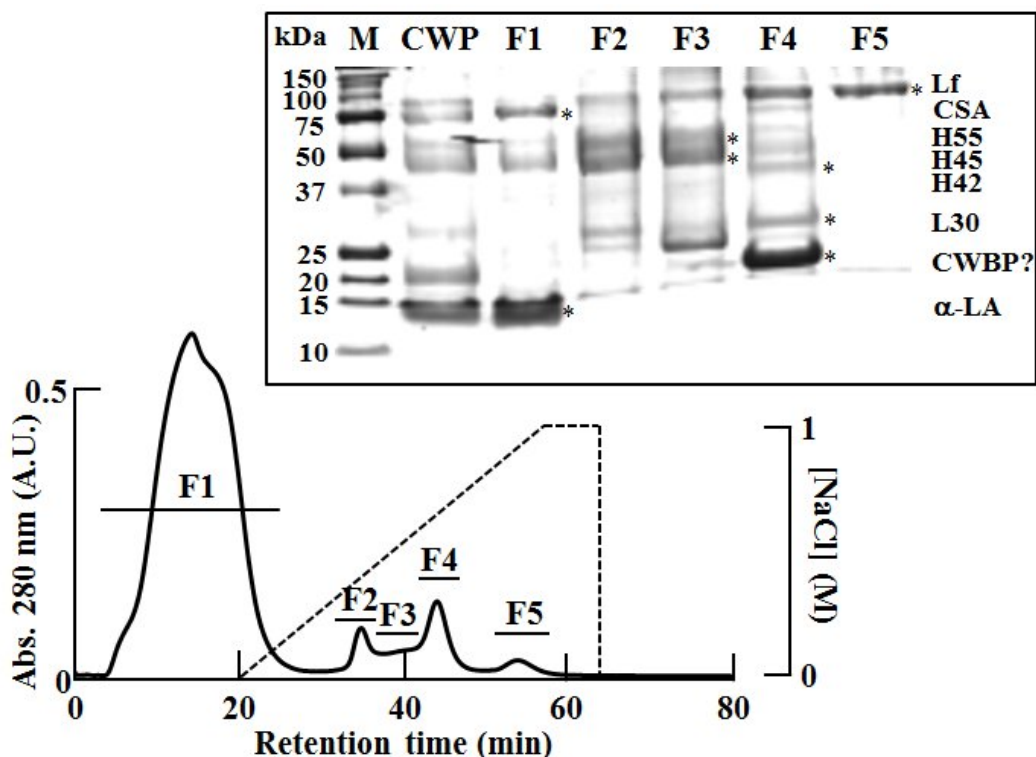 kDa M CWP F1 F2 F3 F4 F5
150
100
75
50
37
25
20
15
10
* Lf
* CSA
* H55
* H45
* H42
* L30
* CWBP?
* α-LA
0.5
0
Abs. 280 nm (A.U.)
F1
F2
F3
F4
F5
1
0
[NaCl] (M)
0 20 40 60 80
Retention time (min)